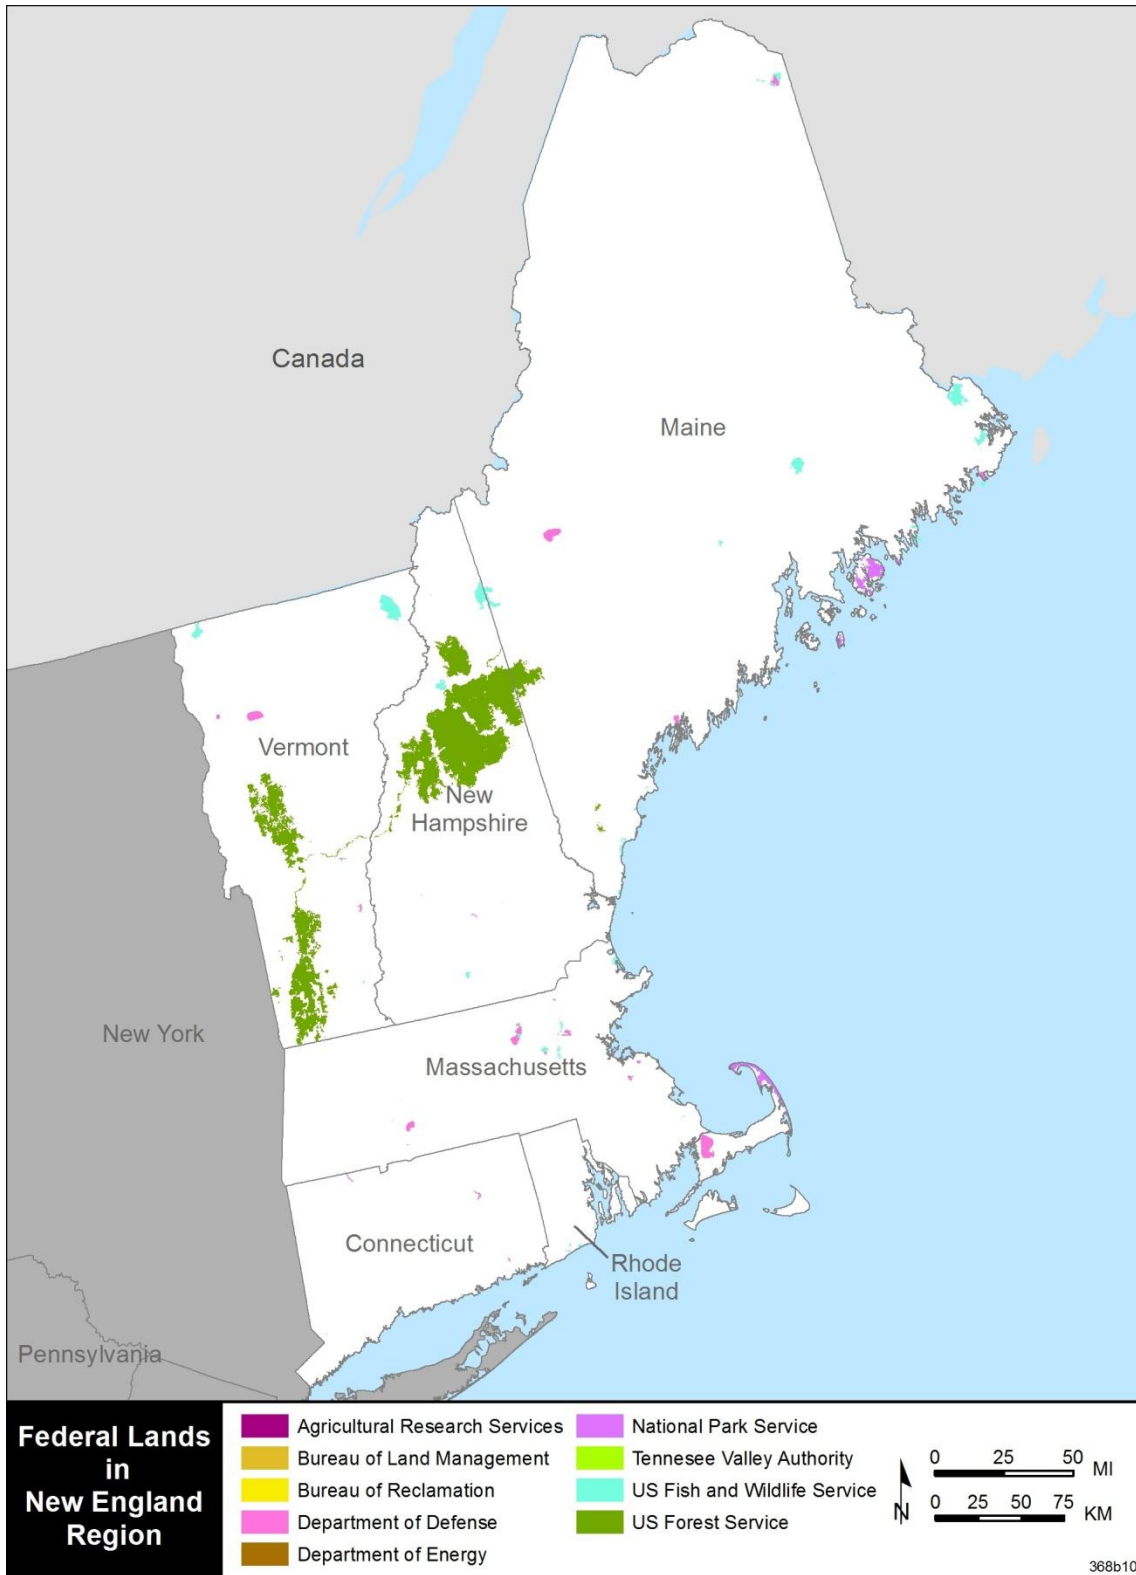 Canada
Maine
Vermont
New
Hampshire
New York
Massachusetts
Connecticut
Rhode
Island
Pennsylvania
Federal Lands
in
New England
Region
Agricultural Research Services
Bureau of Land Management
Bureau of Reclamation
Department of Defense
Department of Energy
National Park Service
Tennessee Valley Authority
US Fish and Wildlife Service
US Forest Service
N
0 25 50 MI
0 25 50 75 KM
368b10